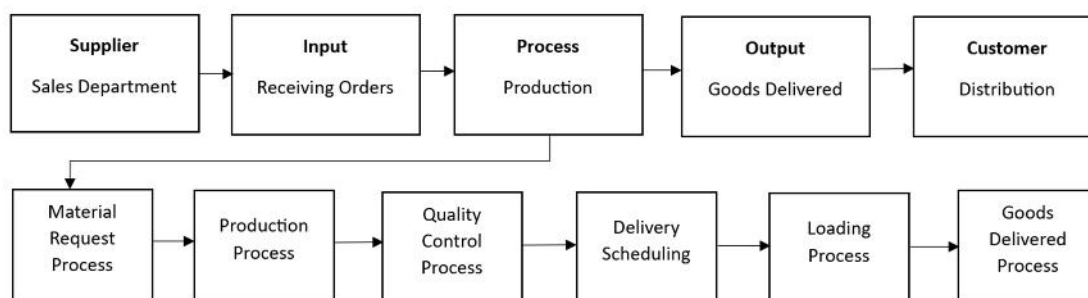 Supplier
Sales Department
Input
Receiving Orders
Process
Production
Output
Goods Delivered
Customer
Distribution
Material
Request
Process
Production
Process
Quality
Control
Process
Delivery
Scheduling
Loading
Process
Goods
Delivered
Process